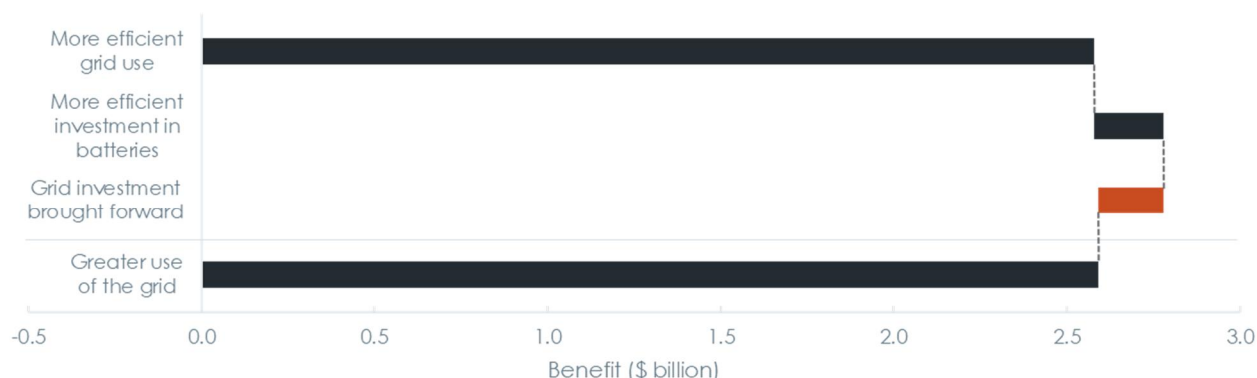 More efficient
grid use
More efficient
investment in
batteries
Grid investment
brought forward
Greater use
of the grid
-0.5 0.0 0.5 1.0 1.5 2.0 2.5 3.0
Benefit ($ billion)